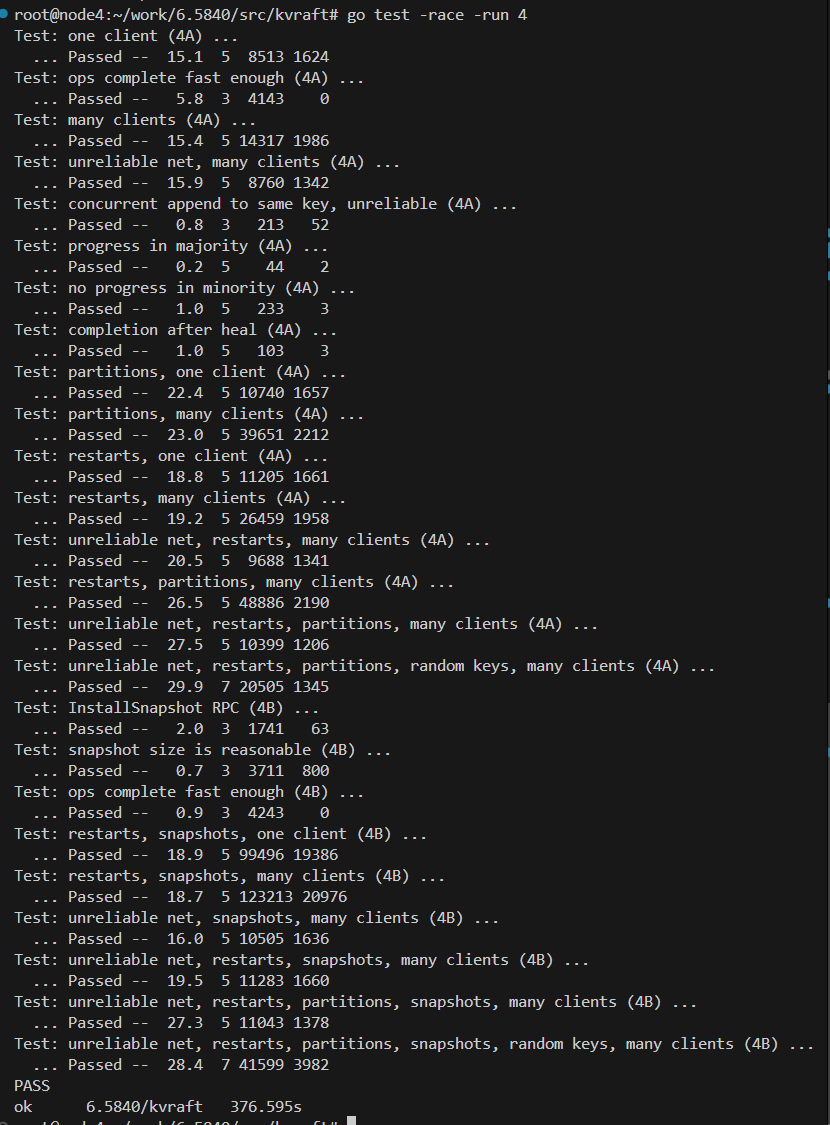 root@node4:~/work/6.5840/src/kvraft# go test -race -run 4
Test: one client (4A) ...
  ... Passed --  15.1  5  8513 1624
Test: ops complete fast enough (4A) ...
  ... Passed --   5.8  3  4143    0
Test: many clients (4A) ...
  ... Passed --  15.4  5 14317 1986
Test: unreliable net, many clients (4A) ...
  ... Passed --  15.9  5  8760 1342
Test: concurrent append to same key, unreliable (4A) ...
  ... Passed --   0.8  3   213   52
Test: progress in majority (4A) ...
  ... Passed --   0.2  5    44    2
Test: no progress in minority (4A) ...
  ... Passed --   1.0  5   233    3
Test: completion after heal (4A) ...
  ... Passed --   1.0  5   103    3
Test: partitions, one client (4A) ...
  ... Passed --  22.4  5 10740 1657
Test: partitions, many clients (4A) ...
  ... Passed --  23.0  5 39651 2212
Test: restarts, one client (4A) ...
  ... Passed --  18.8  5 11205 1661
Test: restarts, many clients (4A) ...
  ... Passed --  19.2  5 26459 1958
Test: unreliable net, restarts, many clients (4A) ...
  ... Passed --  20.5  5  9688 1341
Test: restarts, partitions, many clients (4A) ...
  ... Passed --  26.5  5 48886 2190
Test: unreliable net, restarts, partitions, many clients (4A) ...
  ... Passed --  27.5  5 10399 1206
Test: unreliable net, restarts, partitions, random keys, many clients (4A) ...
  ... Passed --  29.9  7 20505 1345
Test: InstallSnapshot RPC (4B) ...
  ... Passed --   2.0  3  1741   63
Test: snapshot size is reasonable (4B) ...
  ... Passed --   0.7  3  3711  800
Test: ops complete fast enough (4B) ...
  ... Passed --   0.9  3  4243    0
Test: restarts, snapshots, one client (4B) ...
  ... Passed --  18.9  5 99496 19386
Test: restarts, snapshots, many clients (4B) ...
  ... Passed --  18.7  5 123213 20976
Test: unreliable net, snapshots, many clients (4B) ...
  ... Passed --  16.0  5 10505 1636
Test: unreliable net, restarts, snapshots, many clients (4B) ...
  ... Passed --  19.5  5 11283 1660
Test: unreliable net, restarts, partitions, snapshots, many clients (4B) ...
  ... Passed --  27.3  5 11043 1378
Test: unreliable net, restarts, partitions, snapshots, random keys, many clients (4B) ...
  ... Passed --  28.4  7 41599 3982
PASS
ok      6.5840/kvraft   376.595s